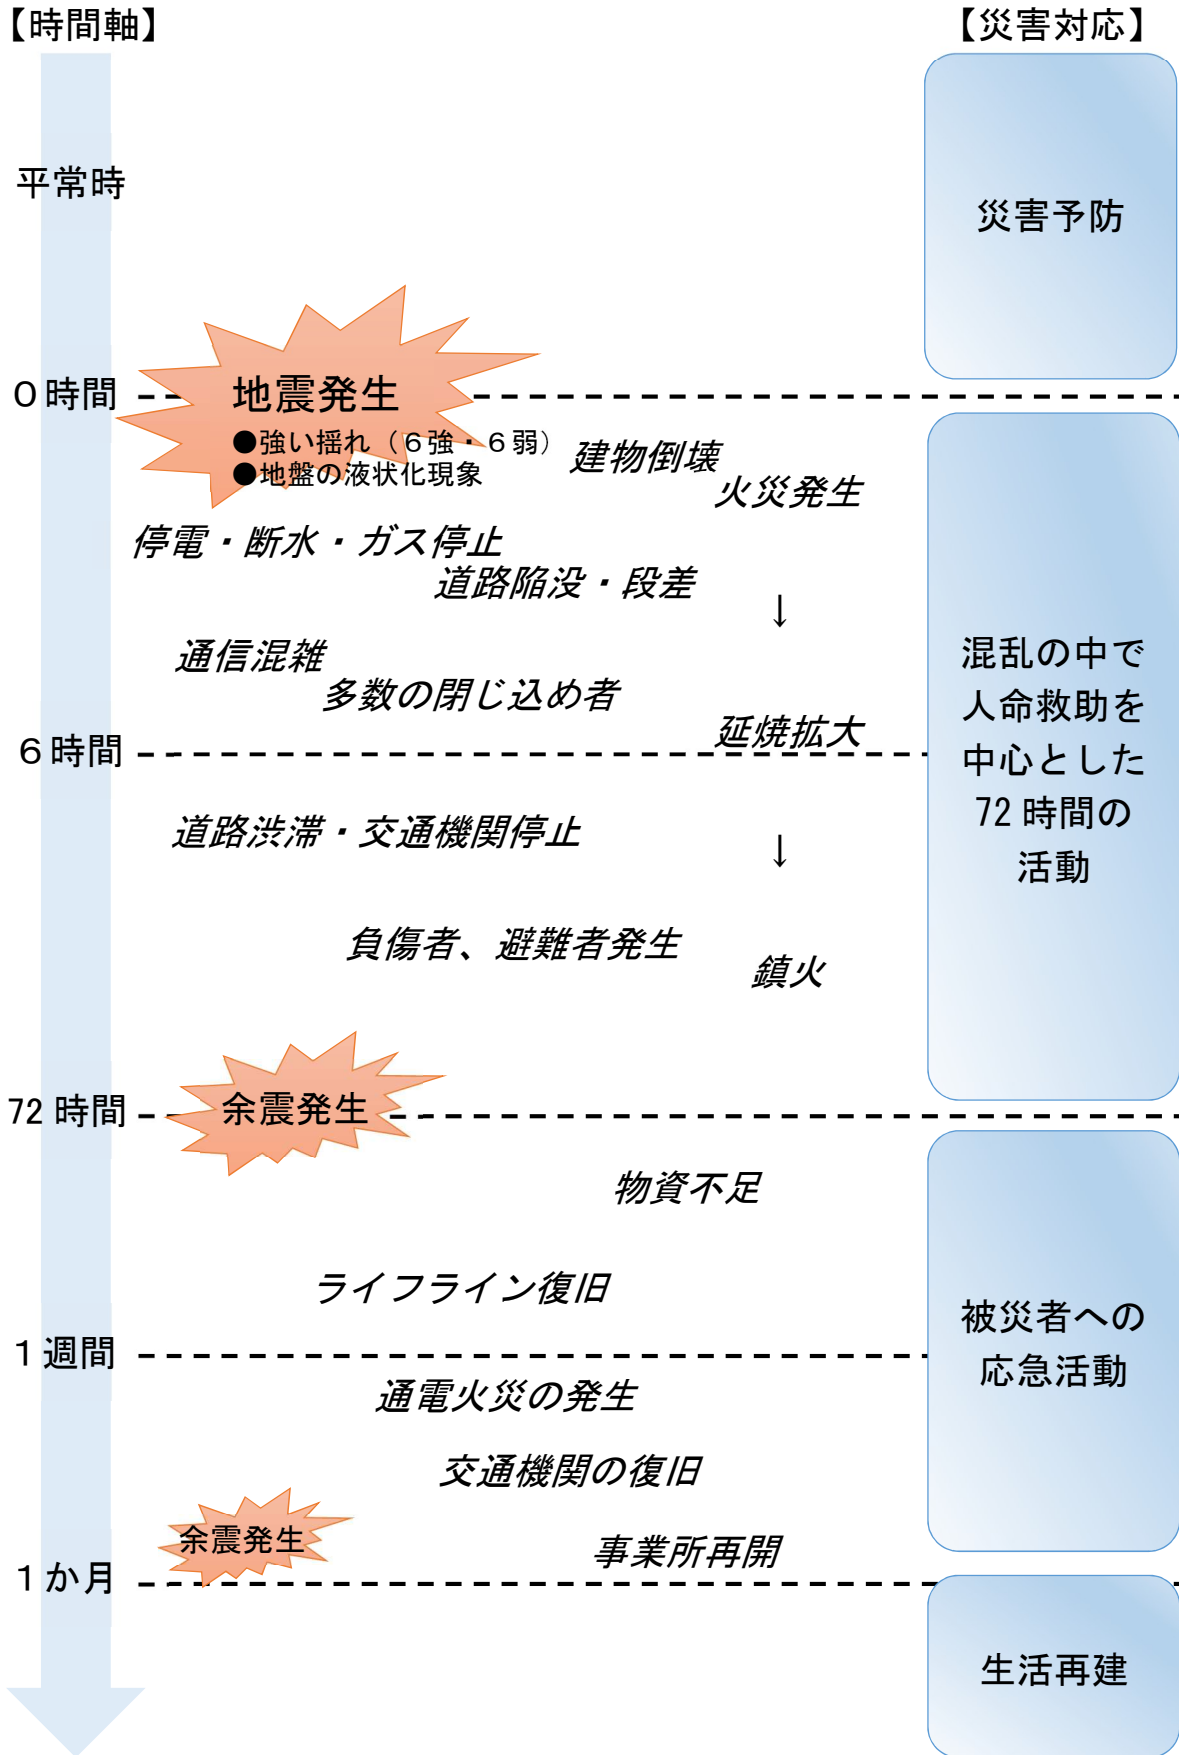 【時間軸】
【災害対応】
平常時
災害予防
０時間
地震発生
●強い揺れ（６強・６弱）
●地盤の液状化現象
建物倒壊
火災発生
停電・断水・ガス停止
道路陥没・段差
↓
通信混雑
多数の閉じ込め者
延焼拡大
混乱の中で
人命救助を
中心とした
72 時間の
活動
６時間
道路渋滞・交通機関停止
↓
負傷者、避難者発生
鎮火
72 時間
余震発生
物資不足
ライフライン復旧
被災者への
応急活動
１週間
通電火災の発生
交通機関の復旧
余震発生
事業所再開
１か月
生活再建